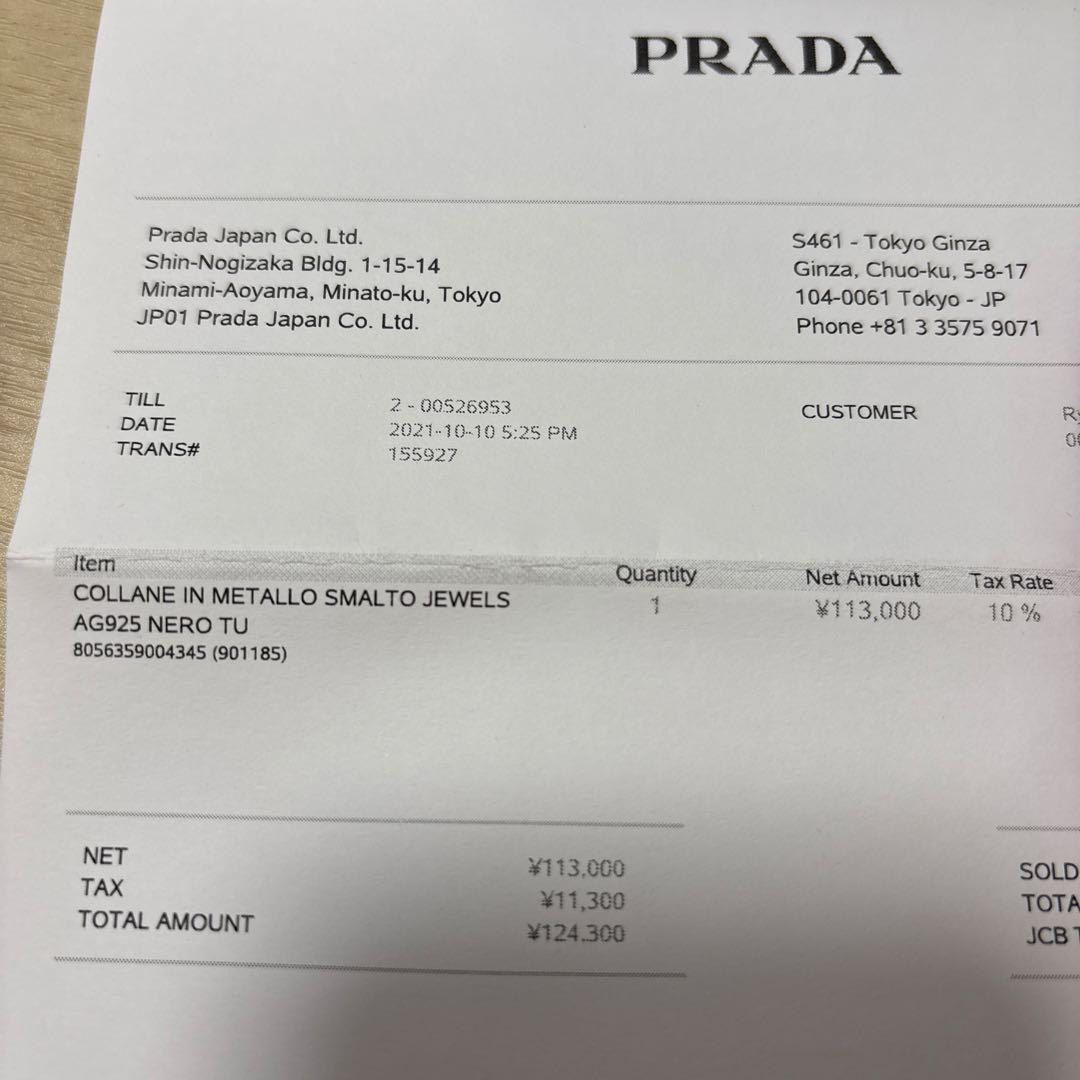 PRADA
Prada Japan Co. Ltd.
Shin-Nogizaka Bldg. 1-15-14
Minami-Aoyama, Minato-ku, Tokyo
JP01 Prada Japan Co. Ltd.
S461 - Tokyo Ginza
Ginza, Chuo-ku, 5-8-17
104-0061 Tokyo - JP
Phone +81 3 3575 9071
TILL 2 - 00526953
DATE 2021-10-10 5:25 PM
TRANS# 155927
CUSTOMER
Item Quantity Net Amount Tax Rate
COLLANE IN METALLO SMALTO JEWELS 1 ¥113,000 10 %
AG925 NERO TU
8056359004345 (901185)
NET ¥113,000
TAX ¥11,300
TOTAL AMOUNT ¥124.300
SOLD
TOTA
JCB